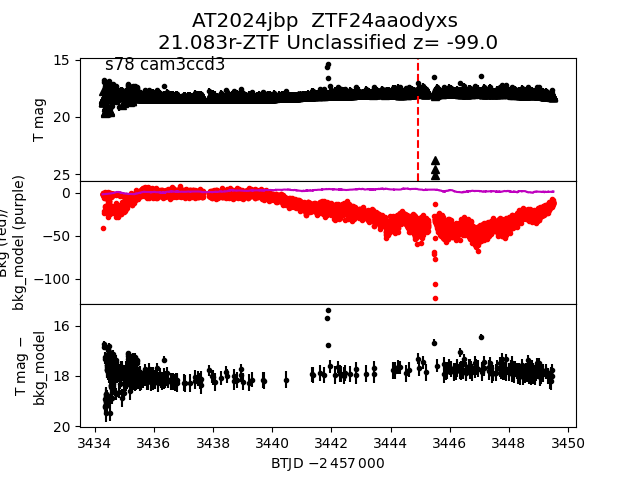 AT2024jbp  ZTF24aaodyxs
21.083r-ZTF Unclassified z= -99.0
s78 cam3ccd3
15
20
25
T mag
0
−50
−100
Bkg (red)/
bkg_model (purple)
16
18
20
T mag −
bkg_model
3434 3436 3438 3440 3442 3444 3446 3448 3450
BTJD −2 457 000